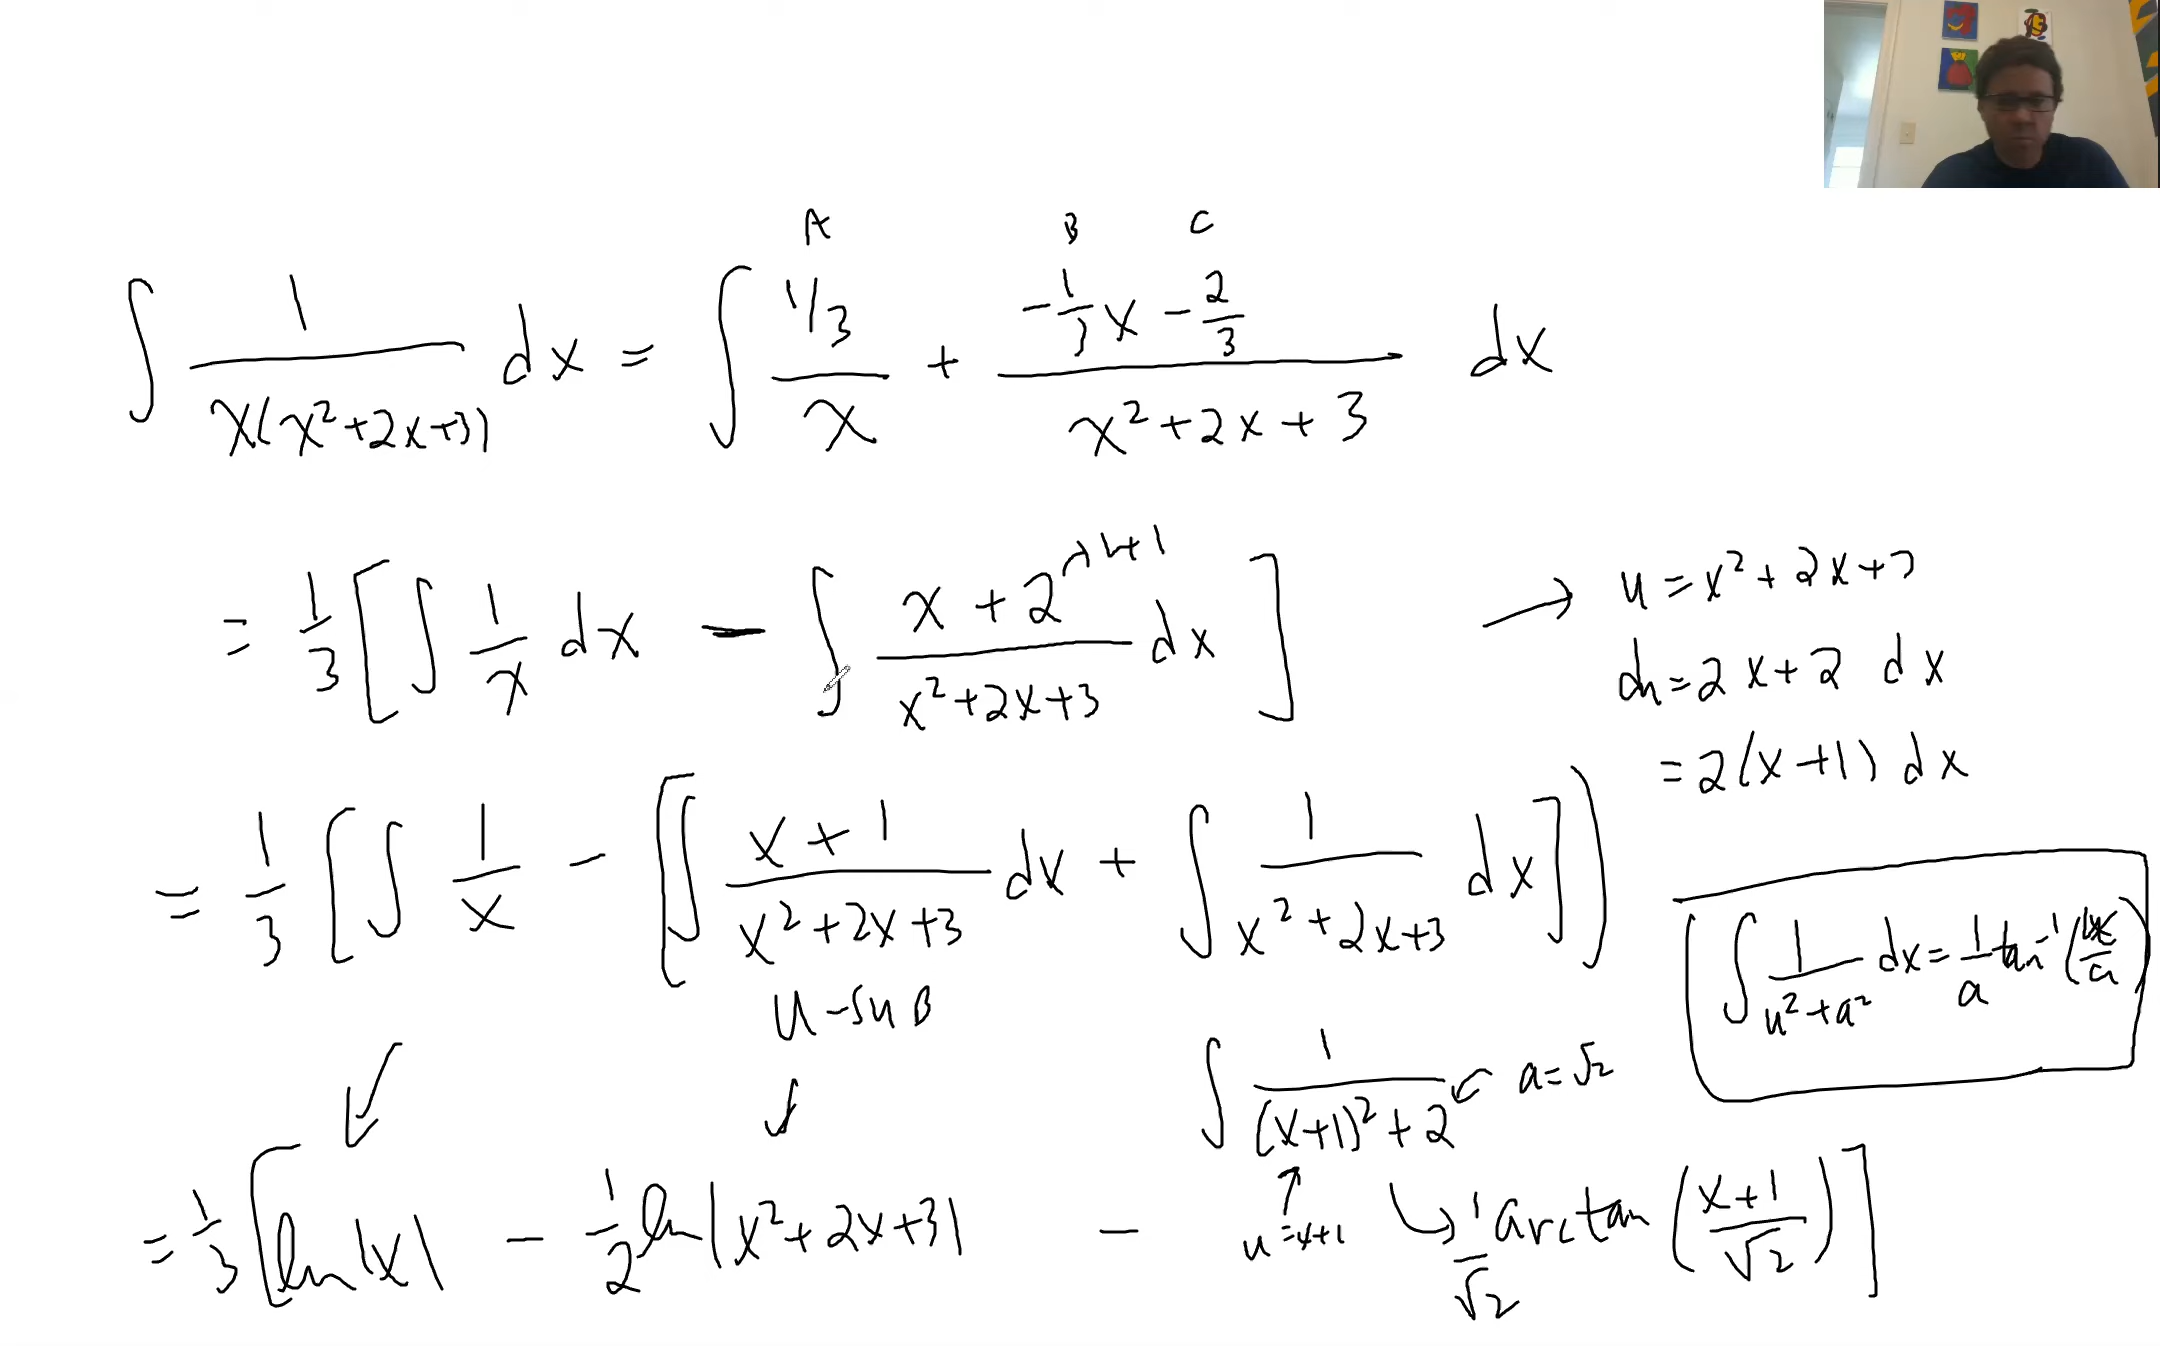 A B C
∫ 1/(x(x²+2x+3)) dx = ∫ (1/3)/x + (-1/3 x - 2/3)/(x²+2x+3) dx
= 1/3 [ ∫ 1/x dx - ∫ (x+2)/(x²+2x+3) dx ]
1+1
→ u = x²+2x+3
du = 2x+2 dx
= 2(x+1) dx
= 1/3 [ ∫ 1/x - [ ∫ (x+1)/(x²+2x+3) dx + ∫ 1/(x²+2x+3) dx ] )
u-suB
∫ 1/(u²+a²) dx = 1/a tan⁻¹(u/a)
∫ 1/((x+1)²+2) ← a=√2
u=x+1
= 1/3 [ ln|x| - 1/2 ln|x²+2x+3| - 1/√2 arctan((x+1)/√2) ]